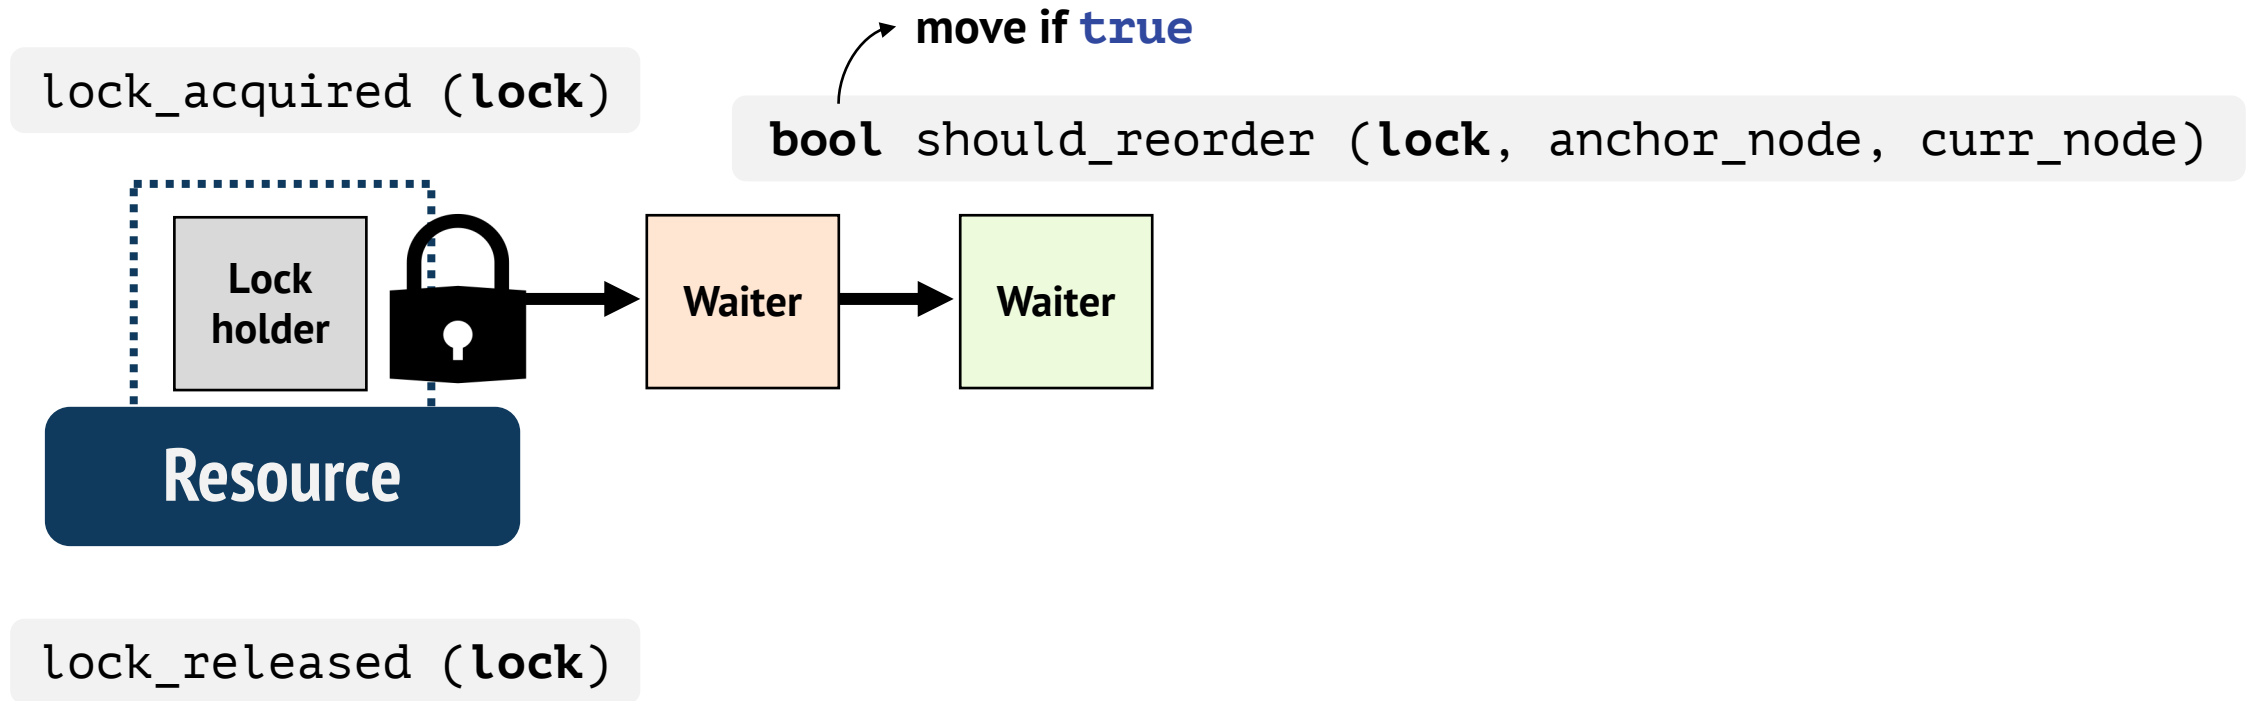 move if true
lock_acquired (lock)
bool should_reorder (lock, anchor_node, curr_node)
Lock
holder
Waiter
Waiter
Resource
lock_released (lock)